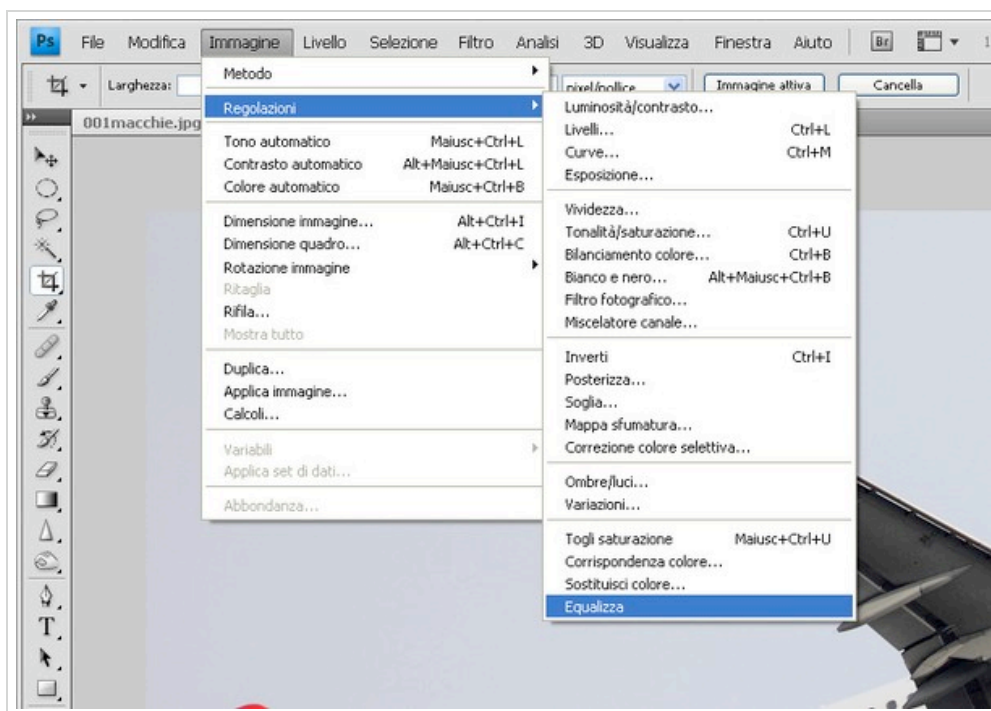 Ps File Modifica Immagine Livello Selezione Filtro Analisi 3D Visualizza Finestra Aiuto Br
Larghezza: pixel/pollice Immagine attiva Cancella
001macchie.jpg
Metodo
Regolazioni
Tono automatico Maiusc+Ctrl+L
Contrasto automatico Alt+Maiusc+Ctrl+L
Colore automatico Maiusc+Ctrl+B
Dimensione immagine... Alt+Ctrl+I
Dimensione quadro... Alt+Ctrl+C
Rotazione immagine
Ritaglia
Rifila...
Mostra tutto
Duplica...
Applica immagine...
Calcoli...
Variabili
Applica set di dati...
Abbondanza...
Luminosità/contrasto...
Livelli... Ctrl+L
Curve... Ctrl+M
Esposizione...
Vividezza...
Tonalità/saturazione... Ctrl+U
Bilanciamento colore... Ctrl+B
Bianco e nero... Alt+Maiusc+Ctrl+B
Filtro fotografico...
Miscelatore canale...
Inverti Ctrl+I
Posterizza...
Soglia...
Mappa sfumatura...
Correzione colore selettiva...
Ombre/luci...
Variazioni...
Togli saturazione Maiusc+Ctrl+U
Corrispondenza colore...
Sostituisci colore...
Equalizza
T